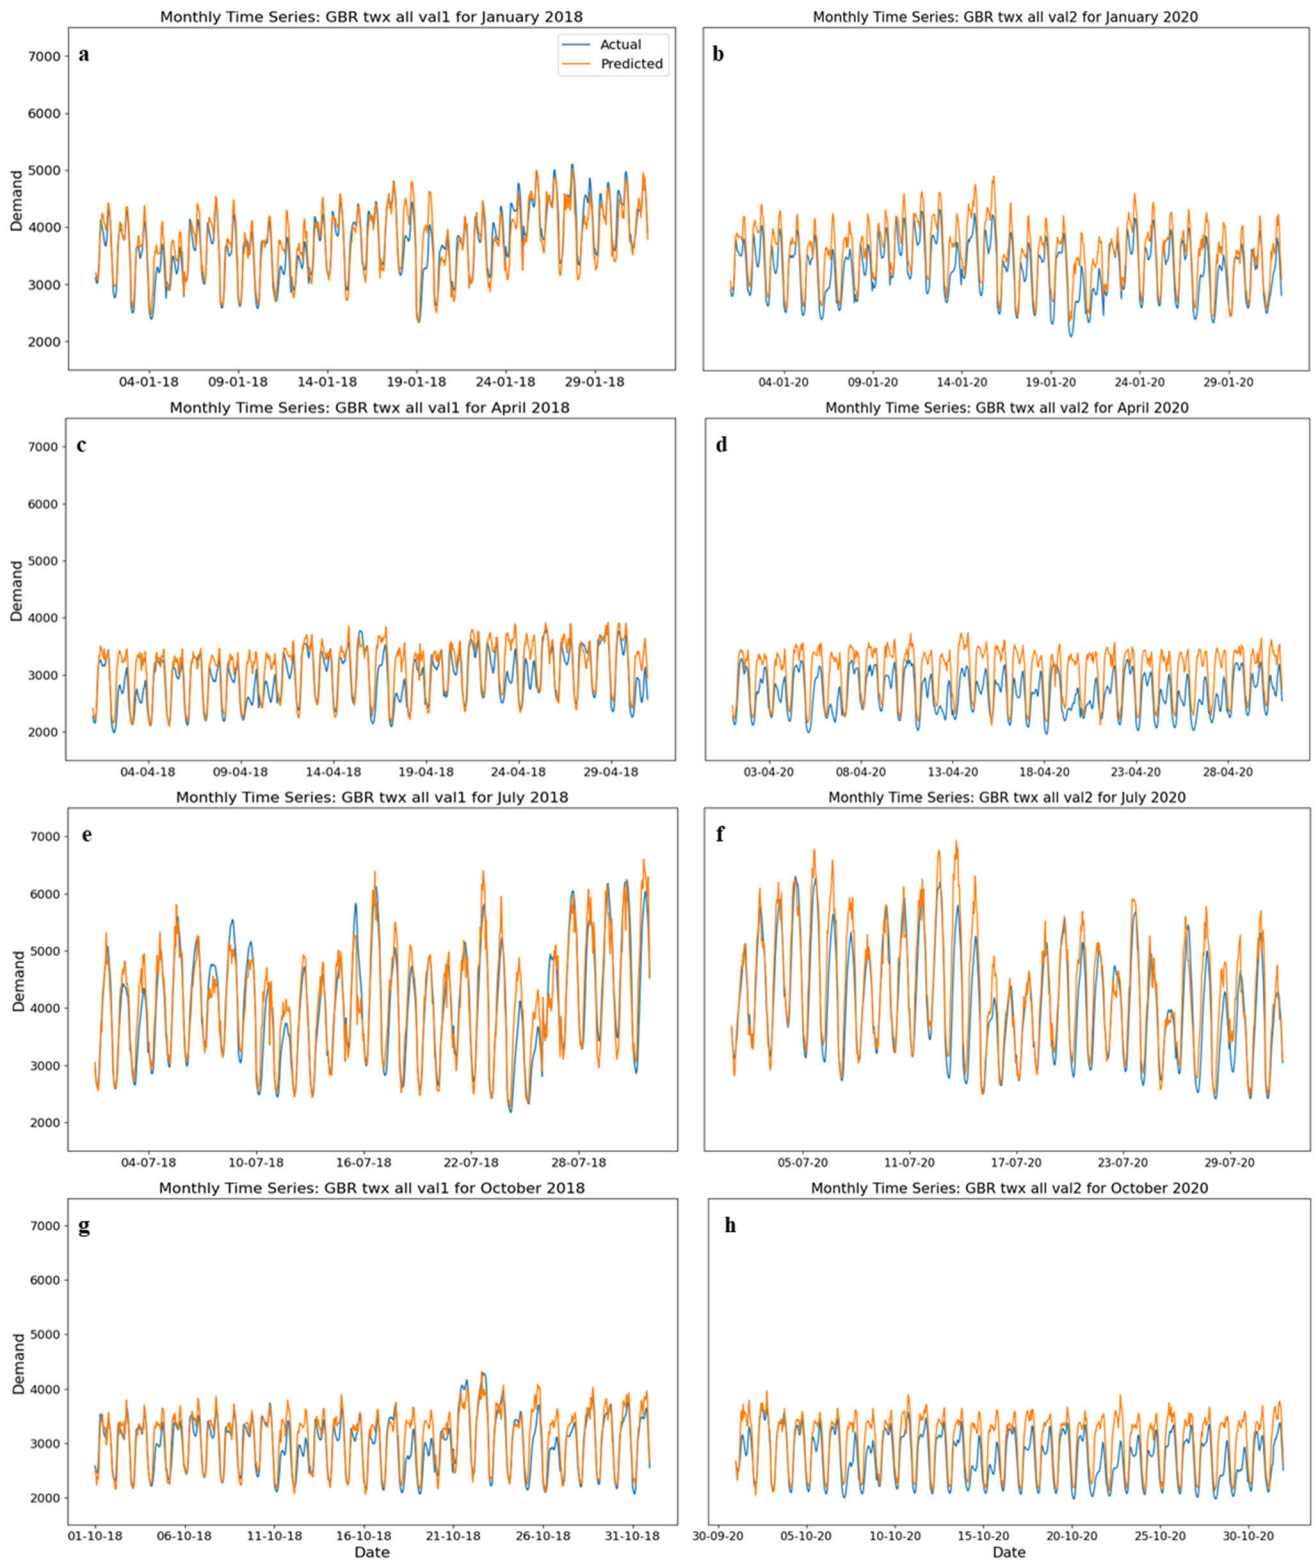 Monthly Time Series: GBR twx all val1 for January 2018
a
Actual
Predicted
7000
6000
5000
4000
3000
2000
Demand
04-01-18 09-01-18 14-01-18 19-01-18 24-01-18 29-01-18
Monthly Time Series: GBR twx all val2 for January 2020
b
04-01-20 09-01-20 14-01-20 19-01-20 24-01-20 29-01-20
Monthly Time Series: GBR twx all val1 for April 2018
c
7000
6000
5000
4000
3000
2000
Demand
04-04-18 09-04-18 14-04-18 19-04-18 24-04-18 29-04-18
Monthly Time Series: GBR twx all val2 for April 2020
d
03-04-20 08-04-20 13-04-20 18-04-20 23-04-20 28-04-20
Monthly Time Series: GBR twx all val1 for July 2018
e
7000
6000
5000
4000
3000
2000
Demand
04-07-18 10-07-18 16-07-18 22-07-18 28-07-18
Monthly Time Series: GBR twx all val2 for July 2020
f
05-07-20 11-07-20 17-07-20 23-07-20 29-07-20
Monthly Time Series: GBR twx all val1 for October 2018
g
7000
6000
5000
4000
3000
2000
Demand
01-10-18 06-10-18 11-10-18 16-10-18 21-10-18 26-10-18 31-10-18
Date
Monthly Time Series: GBR twx all val2 for October 2020
h
30-09-20 05-10-20 10-10-20 15-10-20 20-10-20 25-10-20 30-10-20
Date